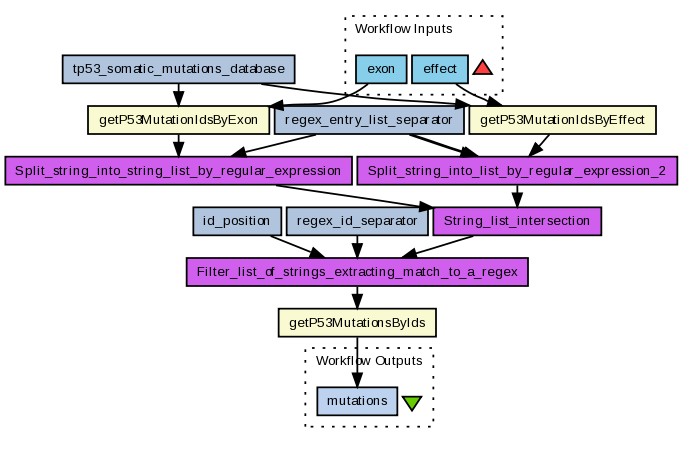 Workflow Inputs
tp53_somatic_mutations_database
exon
effect
getP53MutationIdsByExon
regex_entry_list_separator
getP53MutationIdsByEffect
Split_string_into_string_list_by_regular_expression
Split_string_into_list_by_regular_expression_2
id_position
regex_id_separator
String_list_intersection
Filter_list_of_strings_extracting_match_to_a_regex
getP53MutationsByIds
Workflow Outputs
mutations